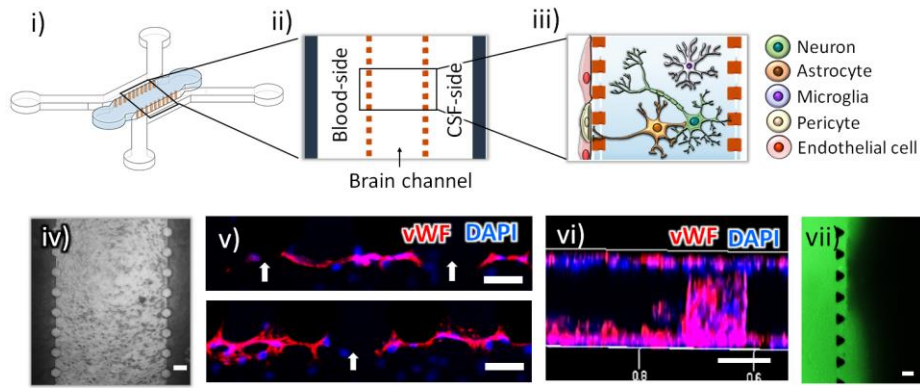 i)
ii)
iii)
Blood-side
CSF-side
Brain channel
Neuron
Astrocyte
Microglia
Pericyte
Endothelial cell
iv)
v)
vWF DAPI
vi)
vWF DAPI
0.8
0.6
vii)